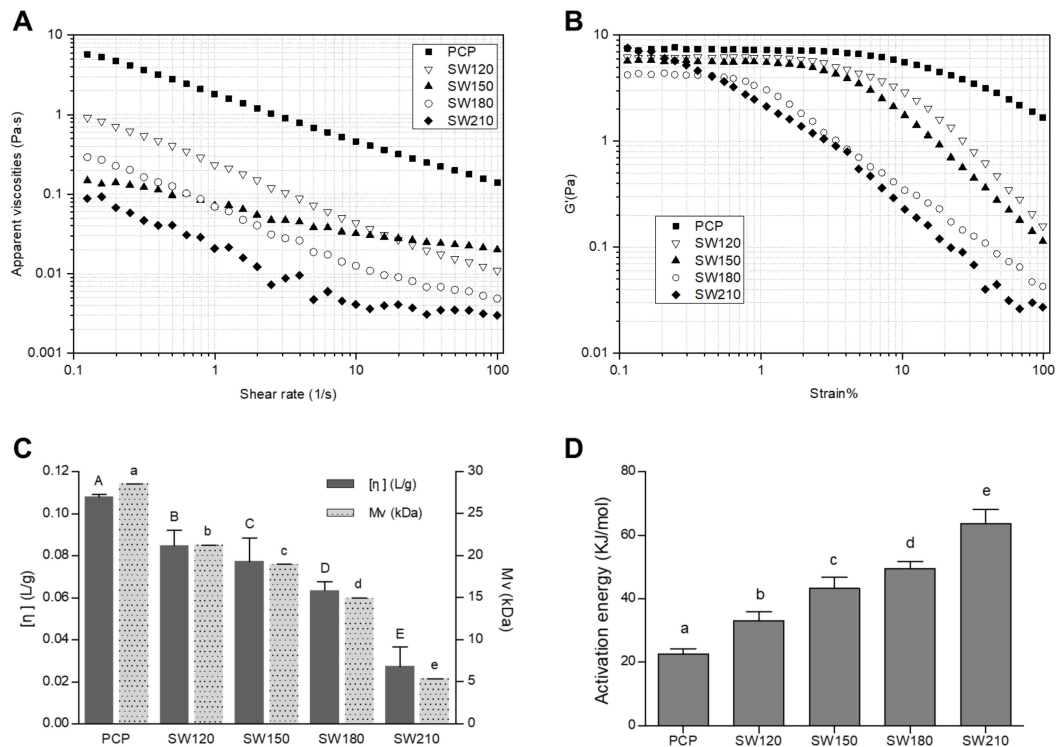 A
10
1
0.1
0.01
0.001
Apparent viscosities (Pa·s)
PCP
SW120
SW150
SW180
SW210
0.1
1
10
100
Shear rate (1/s)
B
10
1
0.1
0.01
G'(Pa)
PCP
SW120
SW150
SW180
SW210
0.1
1
10
100
Strain%
C
0.12
0.10
0.08
0.06
0.04
0.02
0.00
[η ] (L/g)
[η ] (L/g)
Mv (kDa)
A
a
B
b
C
c
D
d
E
e
30
25
20
15
10
5
0
Mv (kDa)
PCP
SW120
SW150
SW180
SW210
D
80
60
40
20
0
Activation energy (KJ/mol)
a
b
c
d
e
PCP
SW120
SW150
SW180
SW210